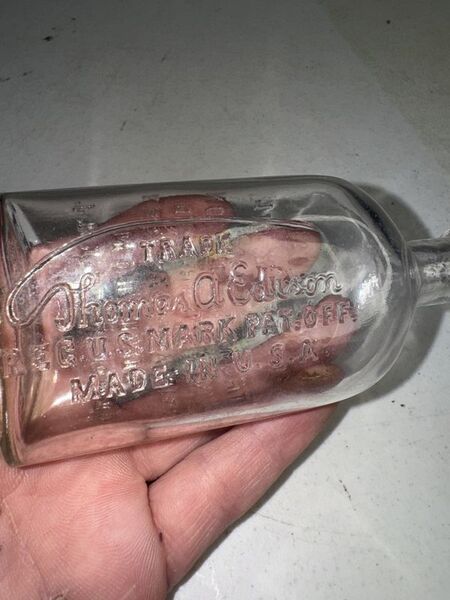 TRADE
Thomas A Edison
REG. U.S. MARK PAT. OFF.
MADE IN U.S.A.